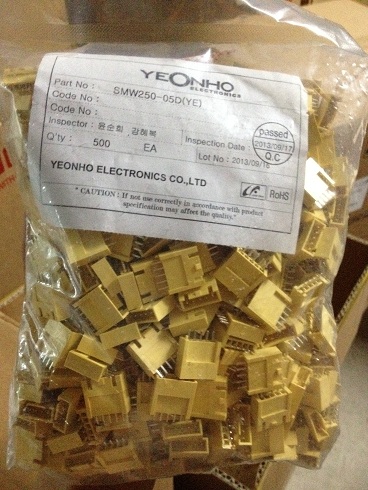 YEONHO
ELECTRONICS
Part No : SMW250-05D(YE)
Code No :
Code No :
Inspector : 윤순희, 강혜복
Q'ty : 500 EA
Inspection Date :
Lot No : 2013/09/16
passed
2013/09/17
Q.C
YEONHO ELECTRONICS CO.,LTD
RoHS
* CAUTION : If not use correctly in accordance with product
specification may affect the quality."